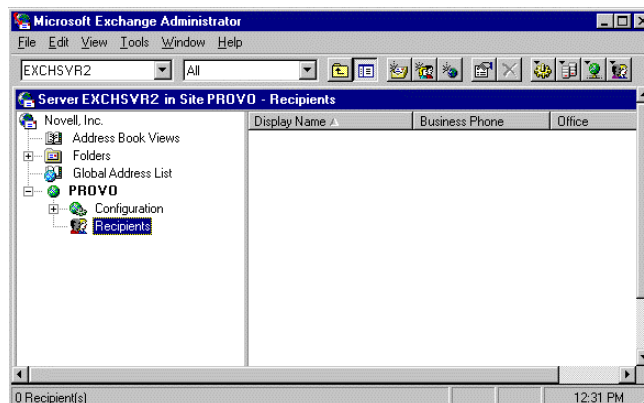 Microsoft Exchange Administrator
File Edit View Tools Window Help
EXCHSVR2 All
Server EXCHSVR2 in Site PROVO - Recipients
Novell, Inc.
Address Book Views
Folders
Global Address List
PROVO
Configuration
Recipients
Display Name Business Phone Office
0 Recipient(s) 12:31 PM